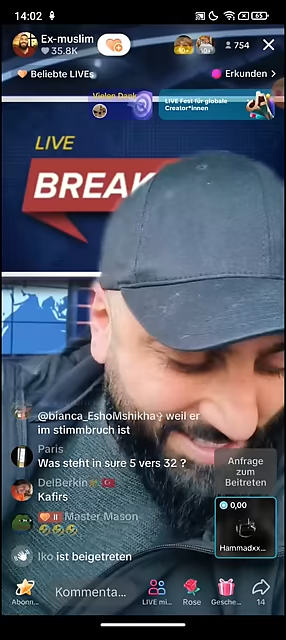 14:02
65
Ex-muslim
35.8K
754
Beliebte LIVEs
Erkunden >
Vielen Dank
LIVE Fest für globale
Creator*innen
LIVE
BREAK
@bianca_EshoMshikha weil er
im stimmbruch ist
Paris
Was steht in sure 5 vers 32 ?
Anfrage
zum
Beitreten
DelBerkin
Kafirs
0,00
II Master Mason
Hammadxx...
Iko ist beigetreten
Abonn...
Kommenta...
LIVE mi...
Rose
Gesche...
14